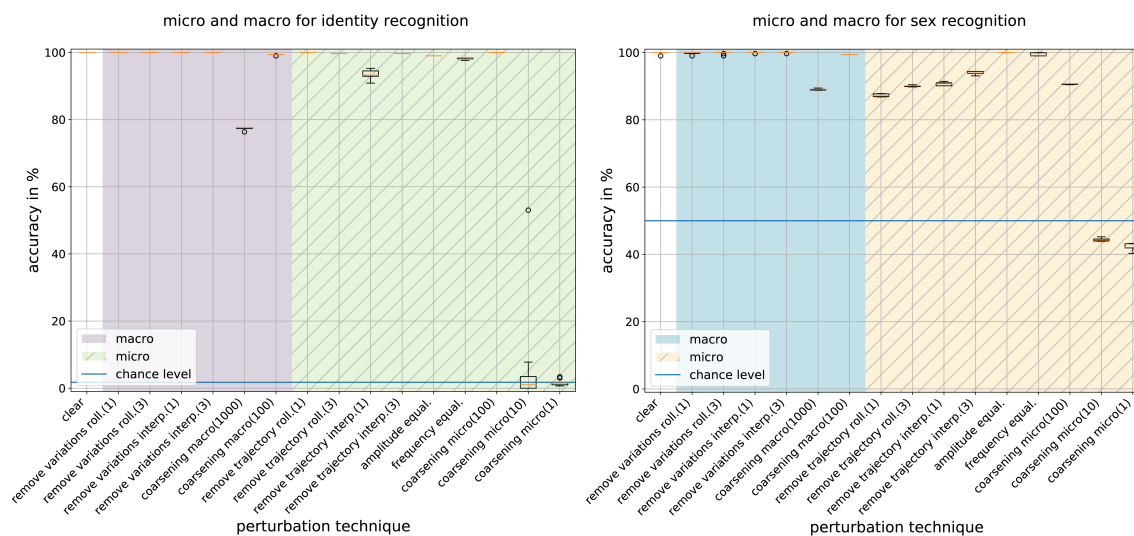 micro and macro for identity recognition
accuracy in %
100
80
60
40
20
0
macro
micro
chance level
clear
remove variations roll.(1)
remove variations roll.(3)
remove variations interp.(1)
remove variations interp.(3)
coarsening macro(1000)
coarsening macro(100)
remove trajectory roll.(1)
remove trajectory roll.(3)
remove trajectory interp.(1)
remove trajectory interp.(3)
amplitude equal.
frequency equal.
coarsening micro(100)
coarsening micro(10)
coarsening micro(1)
perturbation technique
micro and macro for sex recognition
accuracy in %
100
80
60
40
20
0
macro
micro
chance level
clear
remove variations roll.(1)
remove variations roll.(3)
remove variations interp.(1)
remove variations interp.(3)
coarsening macro(1000)
coarsening macro(100)
remove trajectory roll.(1)
remove trajectory roll.(3)
remove trajectory interp.(1)
remove trajectory interp.(3)
amplitude equal.
frequency equal.
coarsening micro(100)
coarsening micro(10)
coarsening micro(1)
perturbation technique